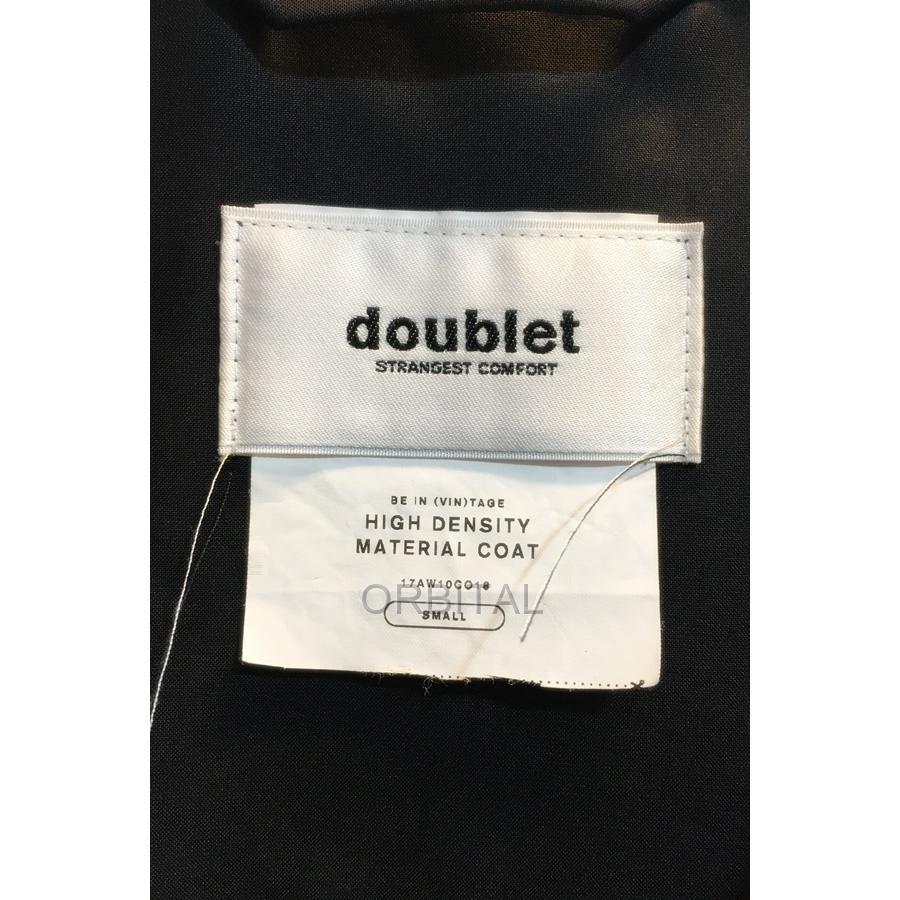 doublet
STRANGEST COMFORT
BE IN (VIN)TAGE
HIGH DENSITY
MATERIAL COAT
17AW10CO18
ORBITAL
SMALL